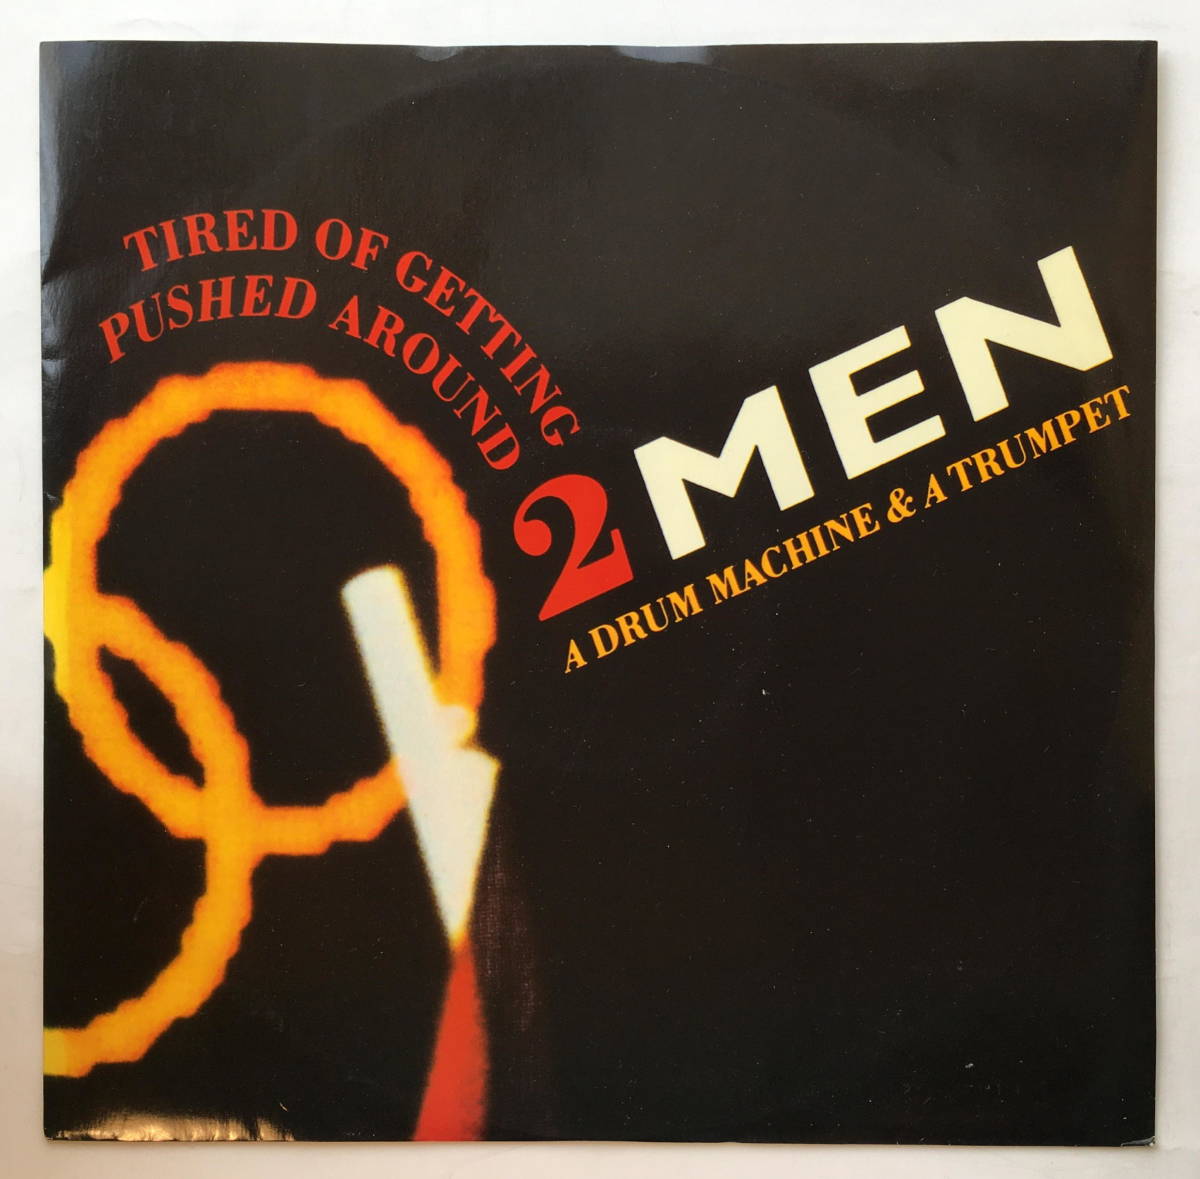 TIRED OF GETTING
PUSHED AROUND
2 MEN
A DRUM MACHINE & A TRUMPET